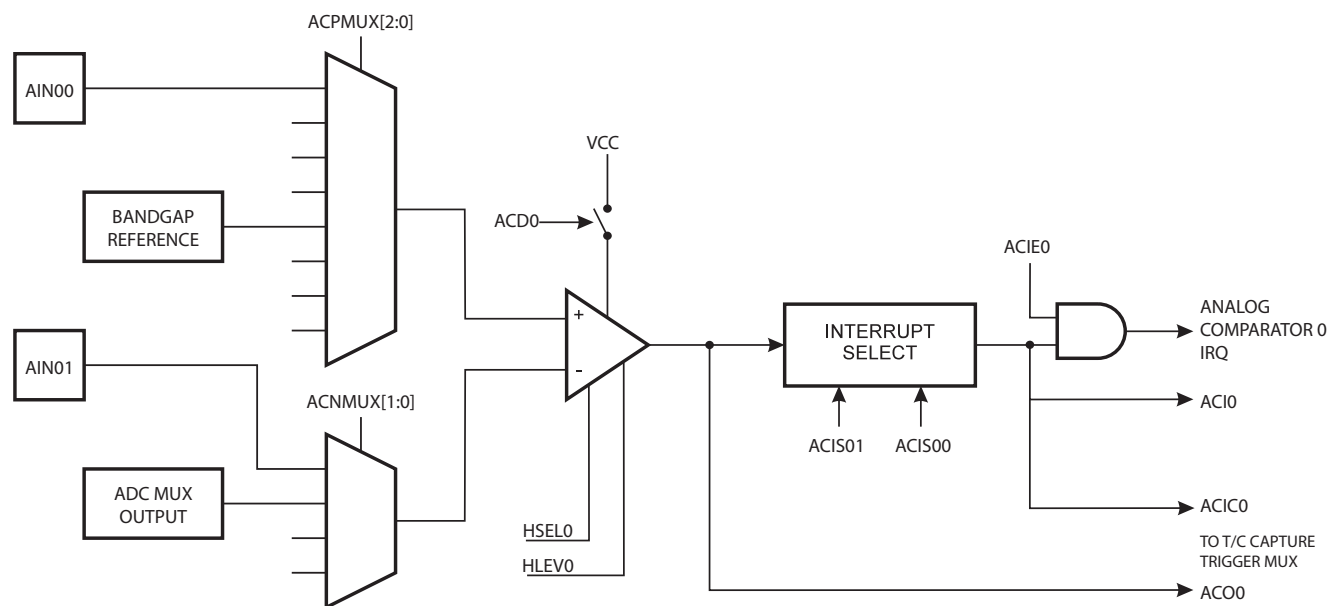 ACPMUX[2:0]
AIN00
BANDGAP
REFERENCE
VCC
ACD0
ACIE0
ANALOG
COMPARATOR 0
IRQ
+
-
INTERRUPT
SELECT
AIN01
ACNMUX[1:0]
ACI0
ACIS01
ACIS00
ADC MUX
OUTPUT
HSEL0
HLEV0
ACIC0
TO T/C CAPTURE
TRIGGER MUX
ACO0